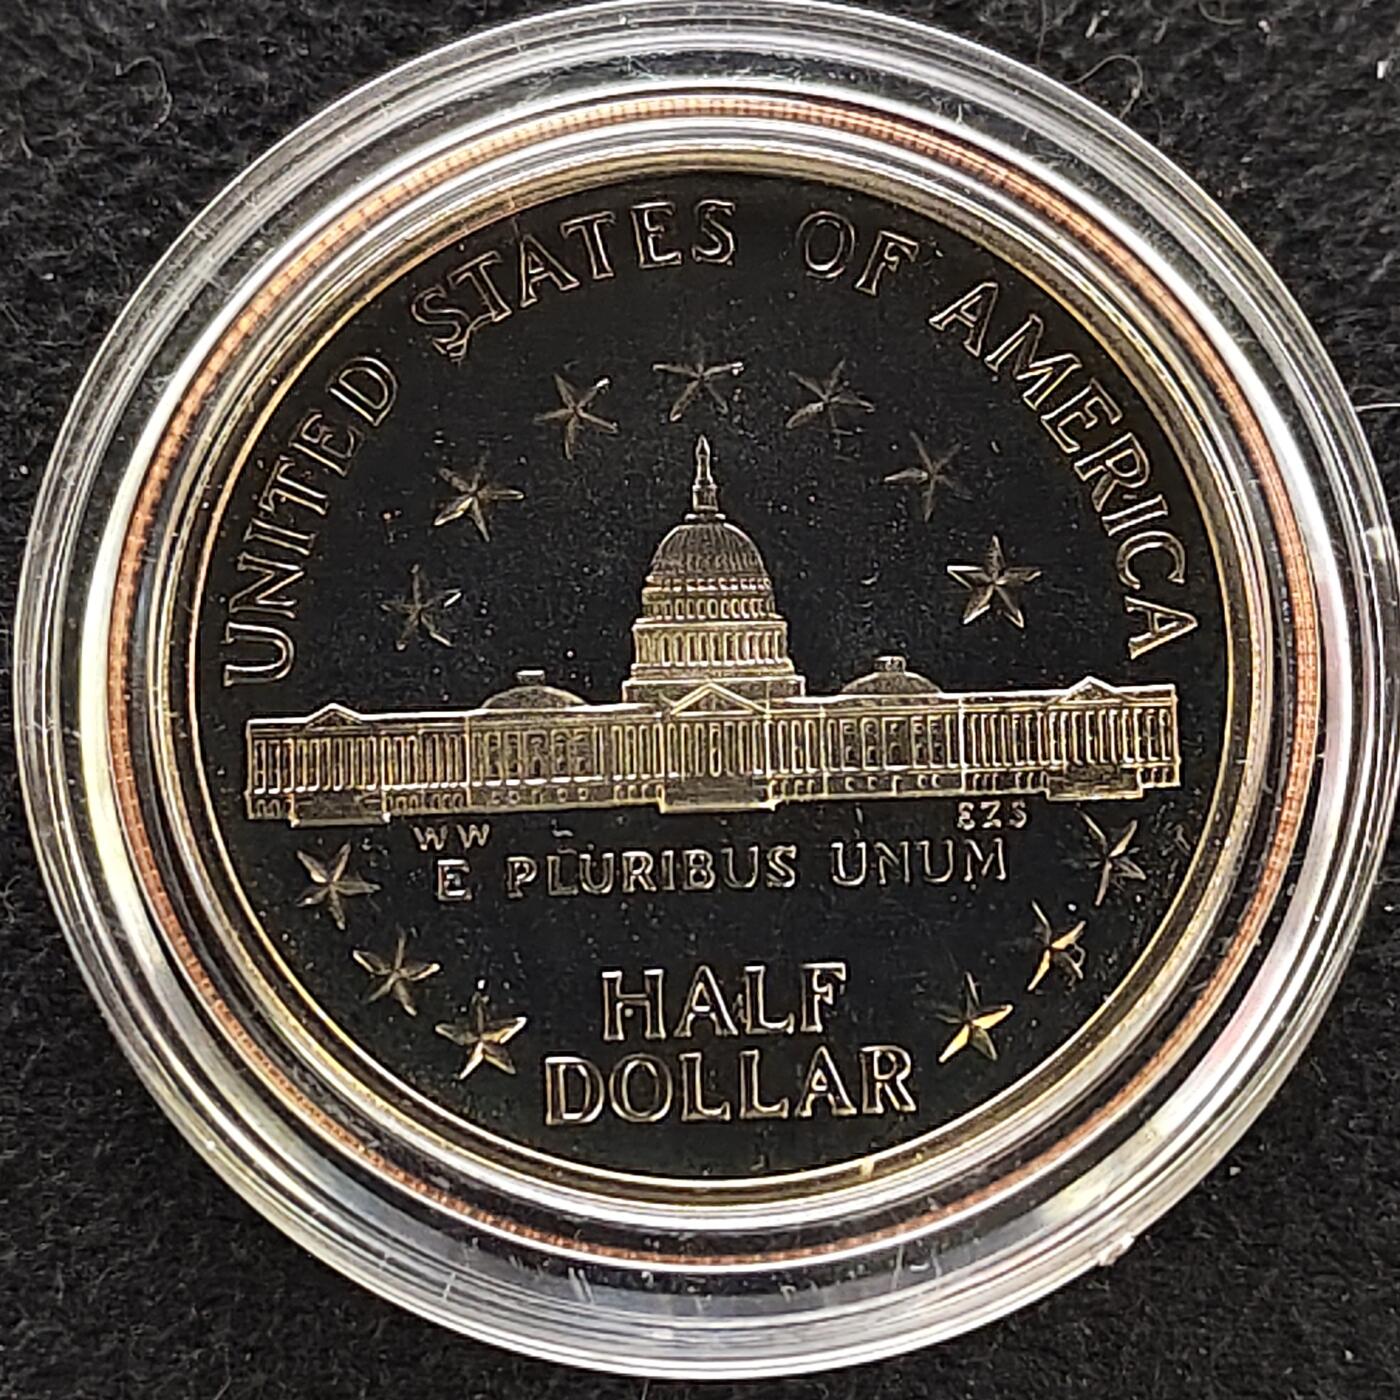 UNITED STATES OF AMERICA
WW EZS
E PLURIBUS UNUM
HALF
DOLLAR